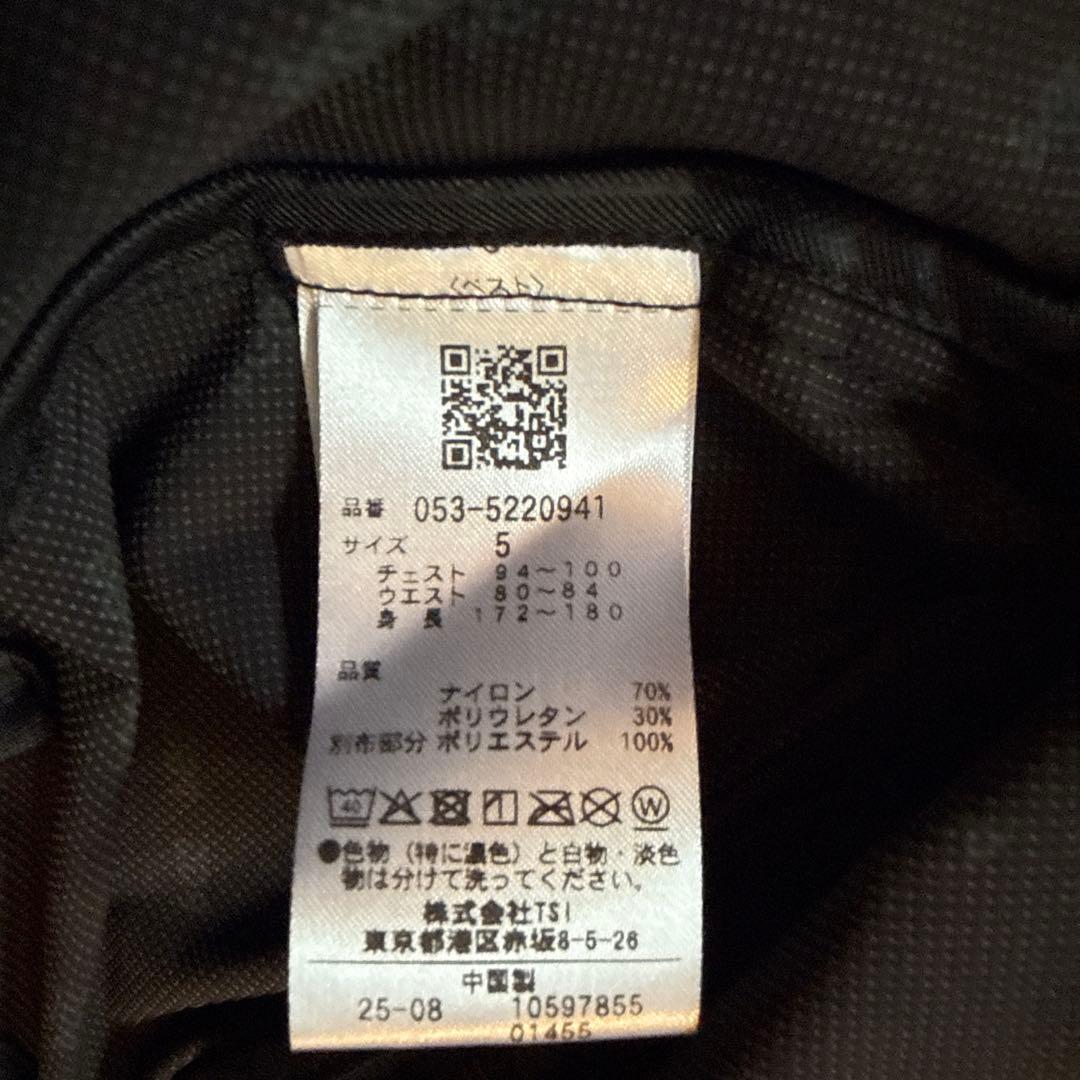 〈ベスト〉
品番 053-5220941
サイズ 5
チェスト 94～100
ウエスト 80～84
身長 172～180
品質
ナイロン 70%
ポリウレタン 30%
別布部分 ポリエステル 100%
40
W
●色物(特に濃色)と白物・淡色
物は分けて洗ってください。
株式会社TSI
東京都港区赤坂8-5-26
中国製
25-08 10597855
01455